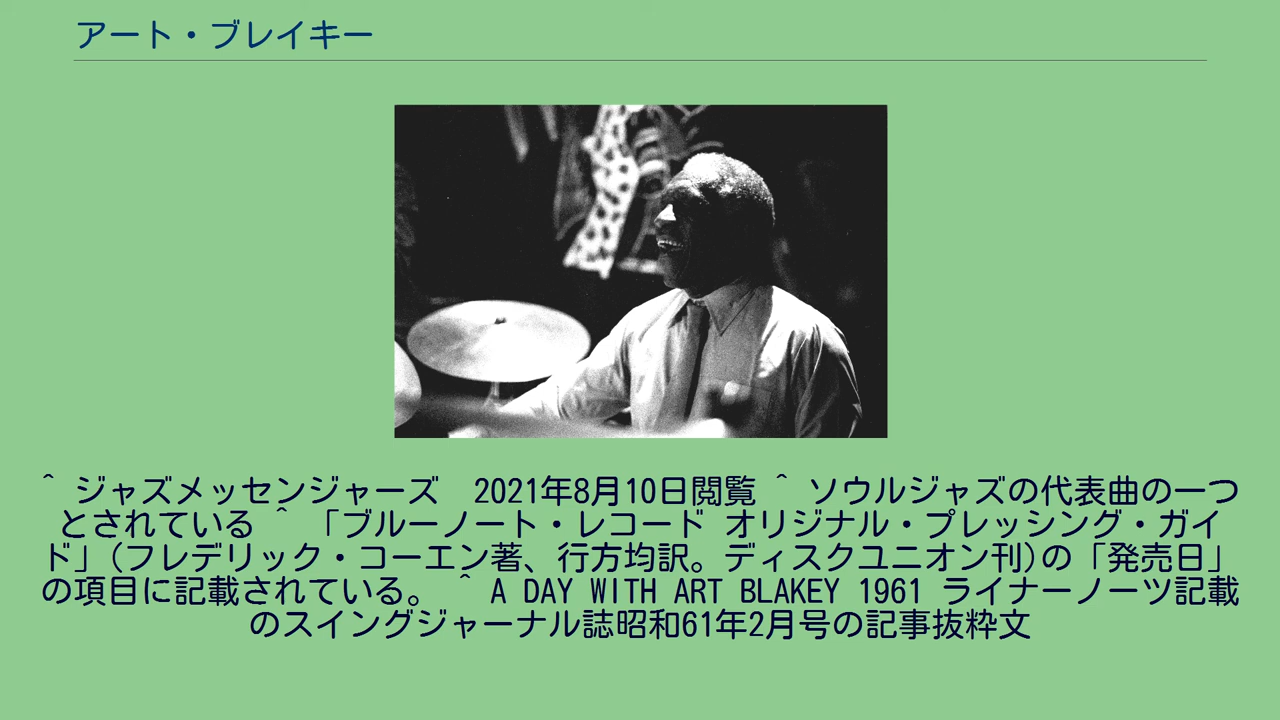 アート・ブレイキー
^ ジャズメッセンジャーズ　2021年8月10日閲覧 ^ ソウルジャズの代表曲の一つ
とされている ^ 「ブルーノート・レコード オリジナル・プレッシング・ガイ
ド」(フレデリック・コーエン著、行方均訳。ディスクユニオン刊)の「発売日」
の項目に記載されている。 ^ A DAY WITH ART BLAKEY 1961 ライナーノーツ記載
のスイングジャーナル誌昭和61年2月号の記事抜粋文